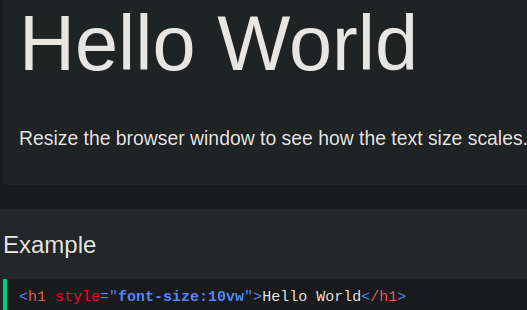 Hello World
Resize the browser window to see how the text size scales.
Example
<h1 style="font-size:10vw">Hello World</h1>